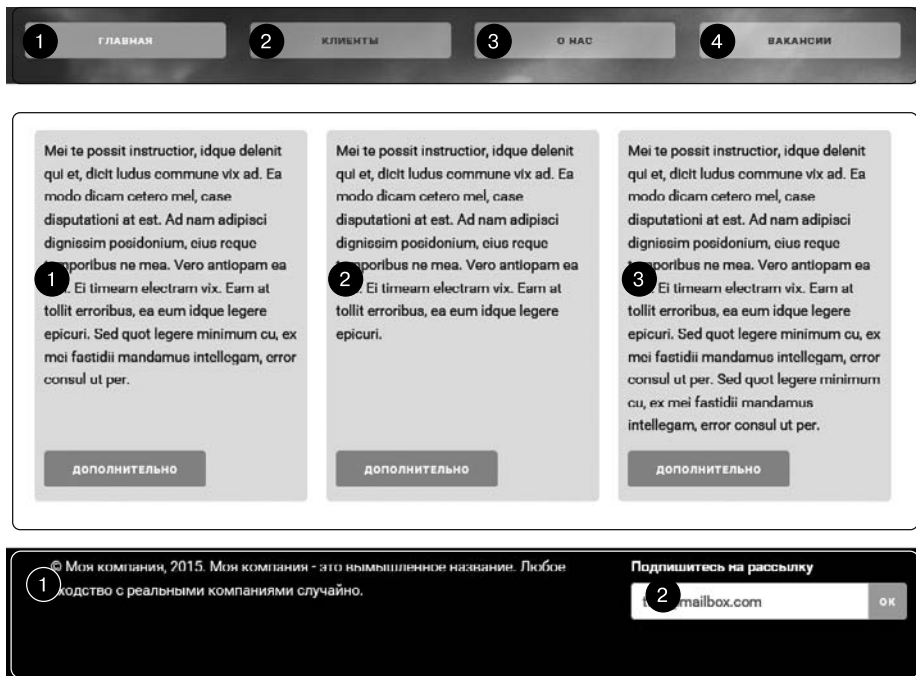 1 ГЛАВНАЯ 2 КЛИЕНТЫ 3 О НАС 4 ВАКАНСИИ
Mei te possit instructior, idque delenit
qui et, dicit ludus commune vix ad. Ea
modo dicam cetero mel, case
disputationi at est. Ad nam adipisci
dignissim posidonium, eius reque
mporibus ne mea. Vero antiopam ea
1 Ei timeam electram vix. Eam at
tollit erroribus, ea eum idque legere
epicuri. Sed quot legere minimum cu, ex
mei fastidii mandamus intellegam, error
consul ut per.
ДОПОЛНИТЕЛЬНО
Mei te possit instructior, idque delenit
qui et, dicit ludus commune vix ad. Ea
modo dicam cetero mel, case
disputationi at est. Ad nam adipisci
dignissim posidonium, eius reque
mporibus ne mea. Vero antiopam ea
2 Ei timeam electram vix. Eam at
tollit erroribus, ea eum idque legere
epicuri.
ДОПОЛНИТЕЛЬНО
Mei te possit instructior, idque delenit
qui et, dicit ludus commune vix ad. Ea
modo dicam cetero mel, case
disputationi at est. Ad nam adipisci
dignissim posidonium, eius reque
mporibus ne mea. Vero antiopam ea
3 Ei timeam electram vix. Eam at
tollit erroribus, ea eum idque legere
epicuri. Sed quot legere minimum cu, ex
mei fastidii mandamus intellegam, error
consul ut per. Sed quot legere minimum
cu, ex mei fastidii mandamus
intellegam, error consul ut per.
ДОПОЛНИТЕЛЬНО
© Моя компания, 2015. Моя компания - это вымышленное название. Любое
1 ходство с реальными компаниями случайно.
Подпишитесь на рассылку
2 mailbox.com OK